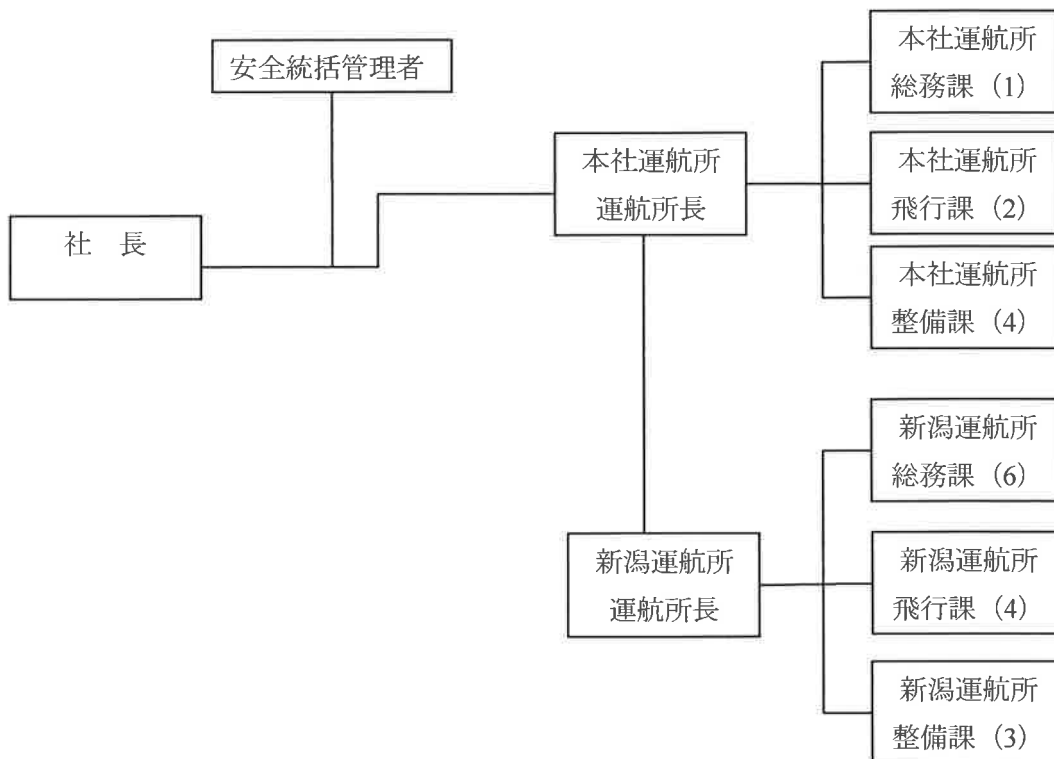 安全統括管理者
社　長
本社運航所
運航所長
本社運航所
総務課（1）
本社運航所
飛行課（2）
本社運航所
整備課（4）
新潟運航所
運航所長
新潟運航所
総務課（6）
新潟運航所
飛行課（4）
新潟運航所
整備課（3）